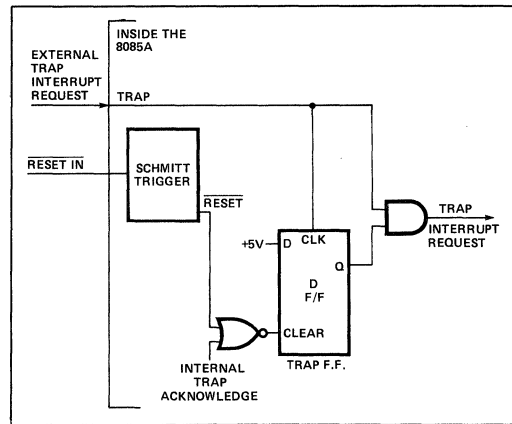 INSIDE THE
8085A
EXTERNAL
TRAP
INTERRUPT
REQUEST
TRAP
RESET IN
SCHMITT
TRIGGER
RESET
+5V
D
CLK
Q
D
F/F
CLEAR
TRAP F.F.
TRAP
INTERRUPT
REQUEST
INTERNAL
TRAP
ACKNOWLEDGE